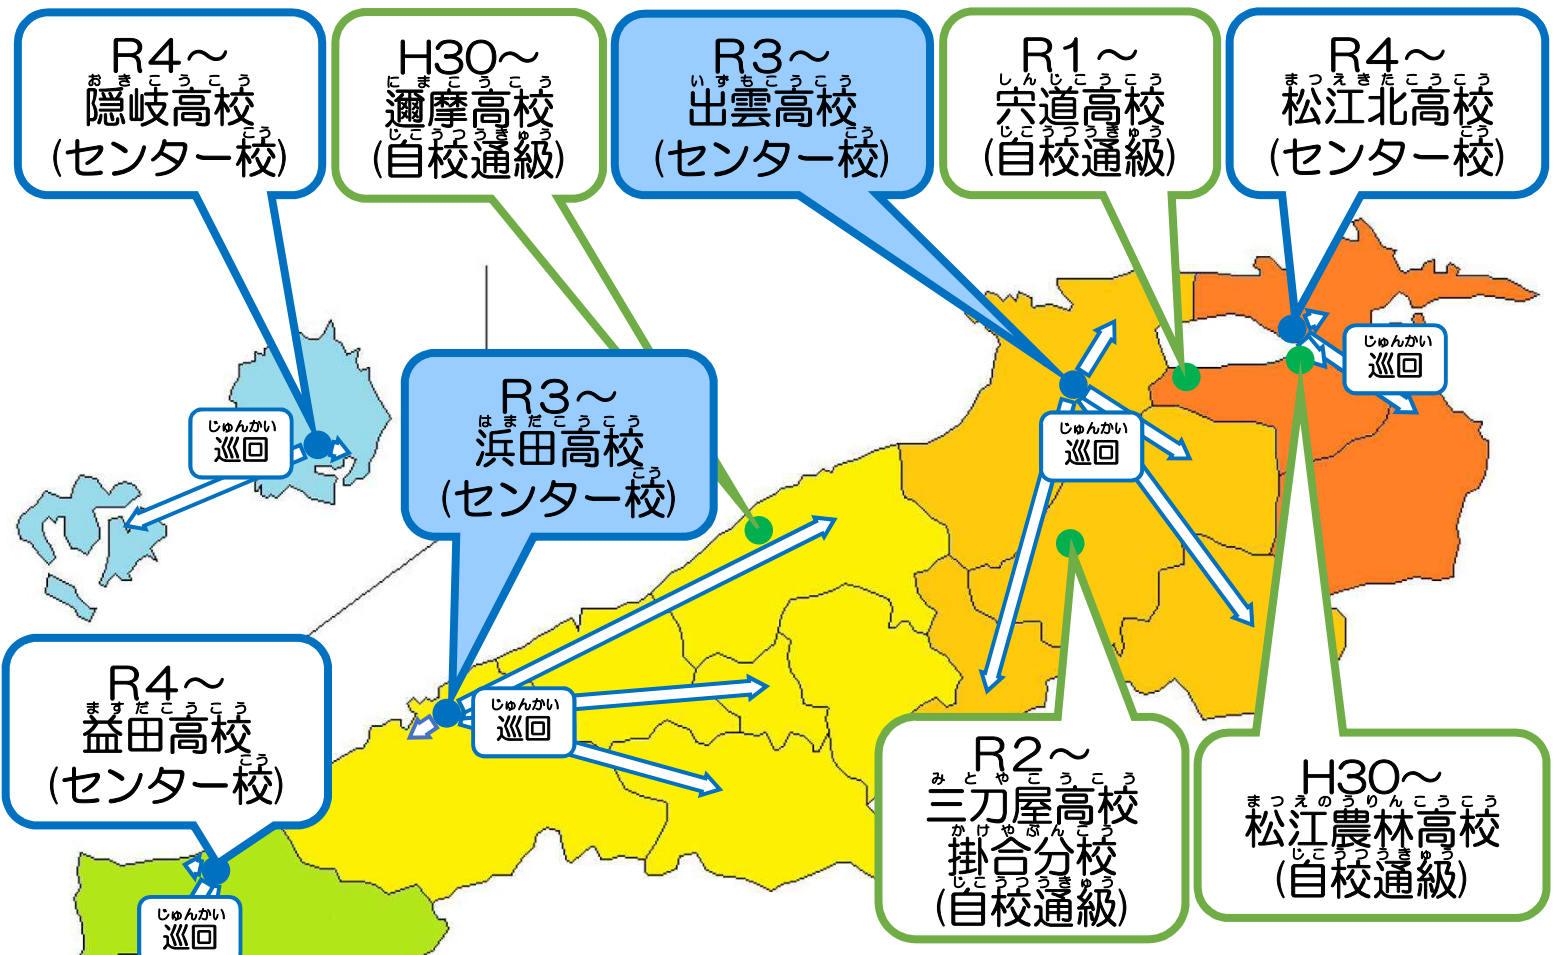 R4～
おきこうこう
隠岐高校
こう
(センター校)
H30～
にまこうこう
邇摩高校
じこうつうきゅう
(自校通級)
R3～
いずもこうこう
出雲高校
こう
(センター校)
R1～
しんじこうこう
宍道高校
じこうつうきゅう
(自校通級)
R4～
まつえきたこうこう
松江北高校
こう
(センター校)
じゅんかい
巡回
じゅんかい
巡回
R3～
はまだこうこう
浜田高校
こう
(センター校)
じゅんかい
巡回
R4～
ますだこうこう
益田高校
こう
(センター校)
じゅんかい
巡回
R2～
みとやこうこう
三刀屋高校
かけやぶんこう
掛合分校
じこうつうきゅう
(自校通級)
H30～
まつえのうりんこうこう
松江農林高校
じこうつうきゅう
(自校通級)
じゅんかい
巡回